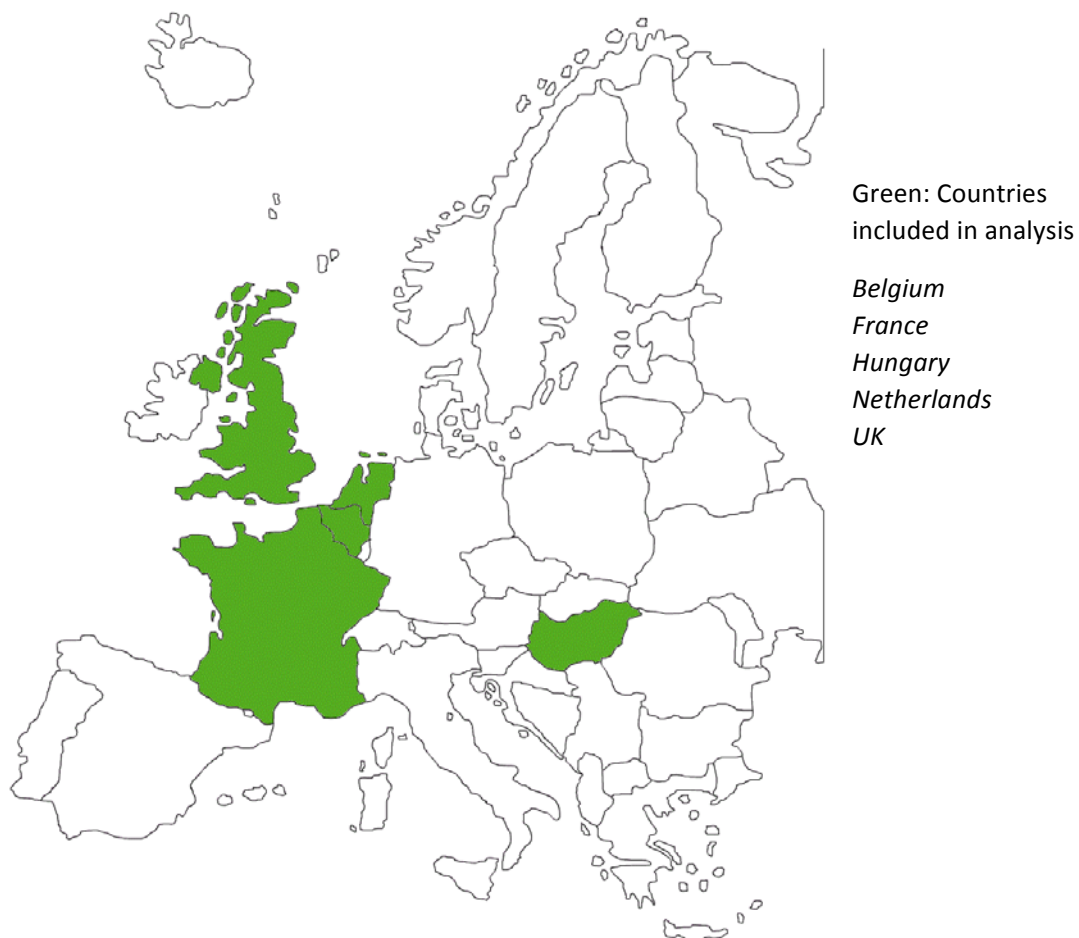 Green: Countries
included in analysis
Belgium
France
Hungary
Netherlands
UK